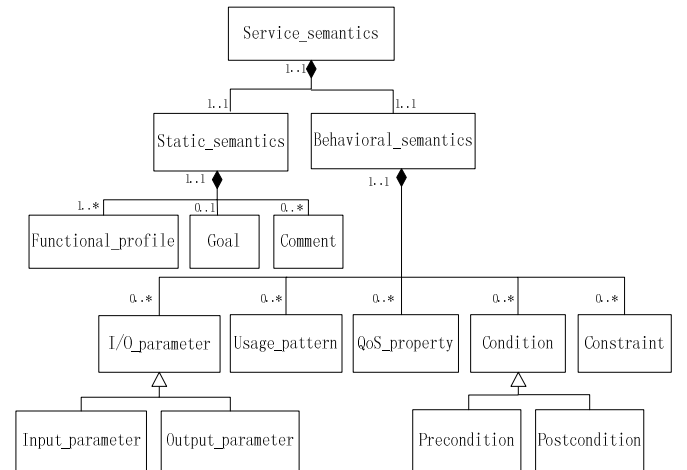 Service_semantics
1..1
1..1 1..1
Static_semantics Behavioral_semantics
1..1 1..1
1..* 0..1 0..*
Functional_profile Goal Comment
0..* 0..* 0..* 0..* 0..*
I/O_parameter Usage_pattern QoS_property Condition Constraint
Input_parameter Output_parameter Precondition Postcondition